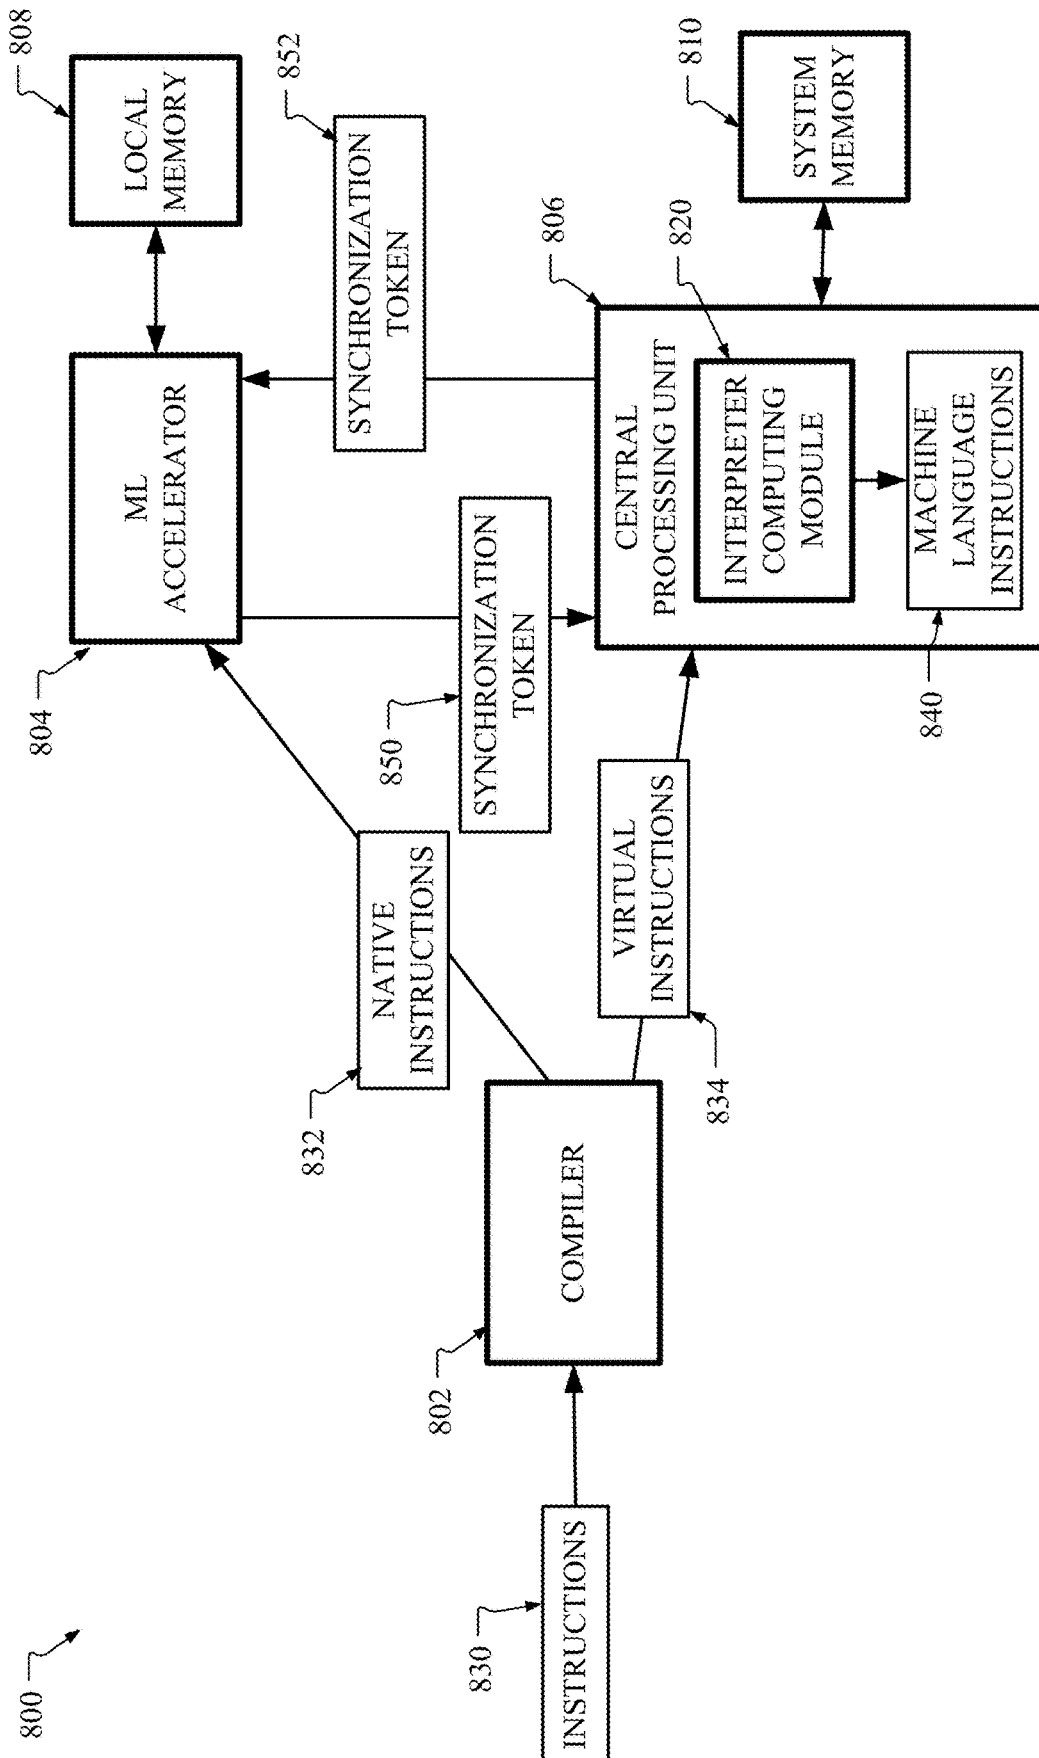 800
830
INSTRUCTIONS
802
COMPILER
832
NATIVE
INSTRUCTIONS
VIRTUAL
INSTRUCTIONS
834
804
ML
ACCELERATOR
808
LOCAL
MEMORY
850
SYNCHRONIZATION
TOKEN
852
SYNCHRONIZATION
TOKEN
806
CENTRAL
PROCESSING UNIT
820
INTERPRETER
COMPUTING
MODULE
MACHINE
LANGUAGE
INSTRUCTIONS
840
810
SYSTEM
MEMORY